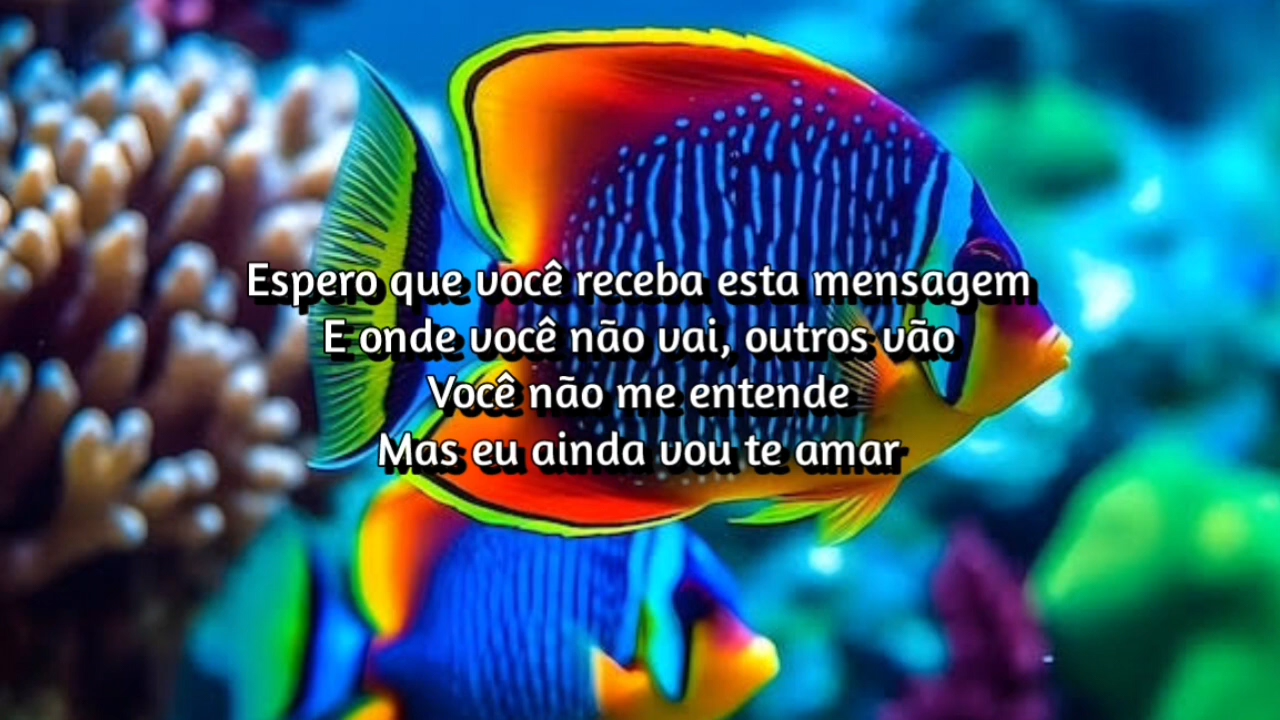 Espero que você receba esta mensagem
E onde você não vai, outros vão
Você não me entende
Mas eu ainda vou te amar